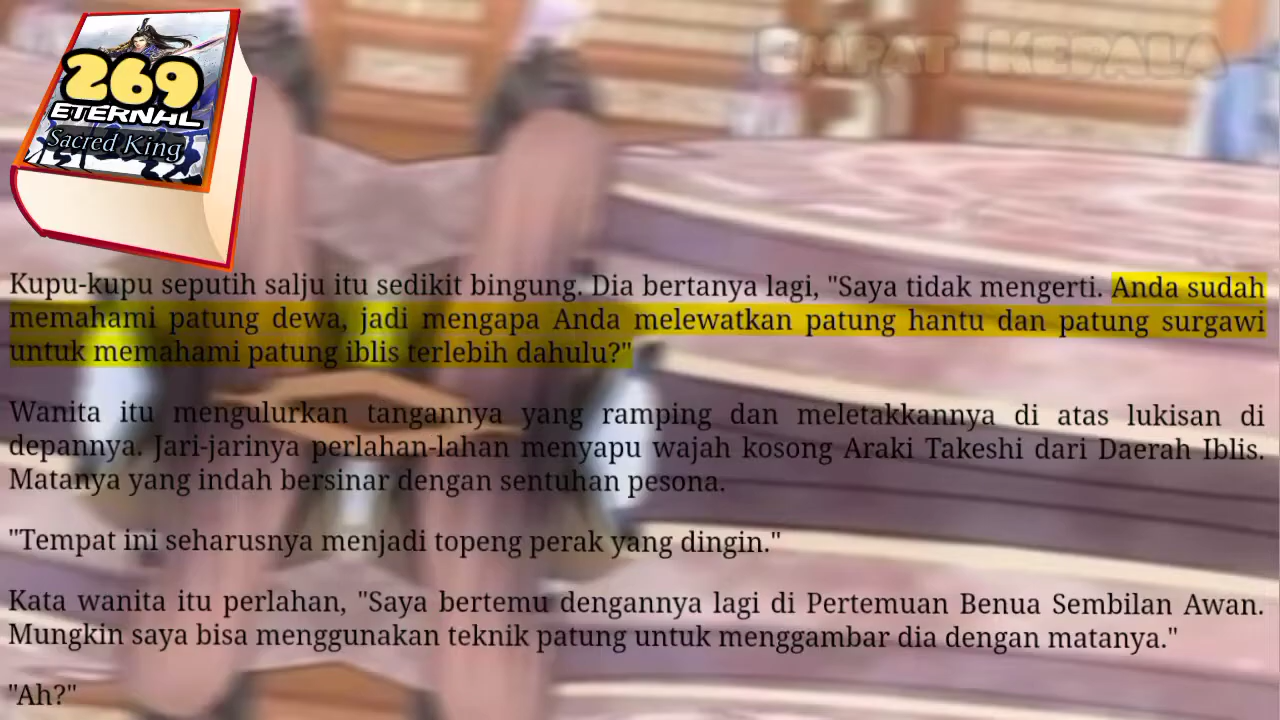 269
ETERNAL
Sacred King
EMPAT KEPALA
Kupu-kupu seputih salju itu sedikit bingung. Dia bertanya lagi, "Saya tidak mengerti. Anda sudah
memahami patung dewa, jadi mengapa Anda melewatkan patung hantu dan patung surgawi
untuk memahami patung iblis terlebih dahulu?"
Wanita itu mengulurkan tangannya yang ramping dan meletakkannya di atas lukisan di
depannya. Jari-jarinya perlahan-lahan menyapu wajah kosong Araki Takeshi dari Daerah Iblis.
Matanya yang indah bersinar dengan sentuhan pesona.
"Tempat ini seharusnya menjadi topeng perak yang dingin."
Kata wanita itu perlahan, "Saya bertemu dengannya lagi di Pertemuan Benua Sembilan Awan.
Mungkin saya bisa menggunakan teknik patung untuk menggambar dia dengan matanya."
"Ah?"